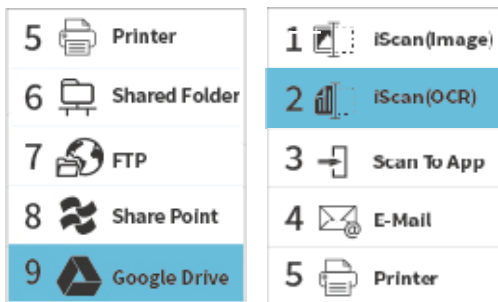 5 Printer
6 Shared Folder
7 FTP
8 Share Point
9 Google Drive
1 iScan(Image)
2 iScan(OCR)
3 Scan To App
4 E-Mail
5 Printer